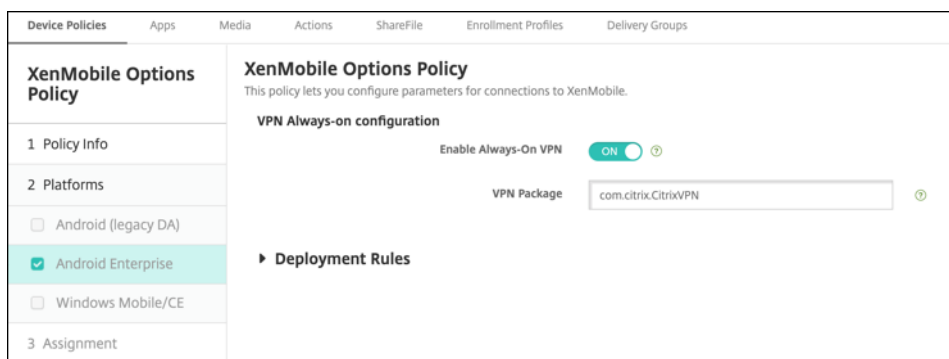 Device Policies Apps Media Actions ShareFile Enrollment Profiles Delivery Groups
XenMobile Options Policy
1 Policy Info
2 Platforms
Android (legacy DA)
Android Enterprise
Windows Mobile/CE
3 Assignment
XenMobile Options Policy
This policy lets you configure parameters for connections to XenMobile.
VPN Always-on configuration
Enable Always-On VPN ON ?
VPN Package com.citrix.CitrixVPN ?
Deployment Rules